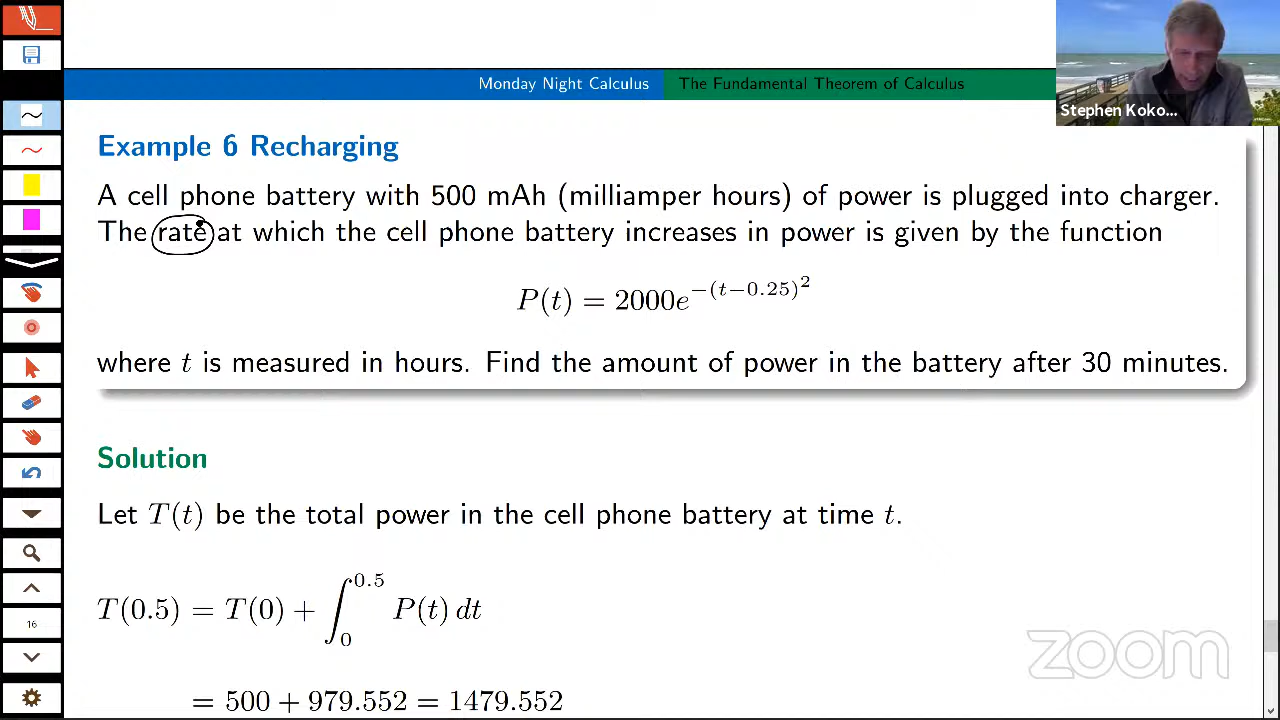 Monday Night Calculus The Fundamental Theorem of Calculus
Stephen Koko...
Example 6 Recharging
A cell phone battery with 500 mAh (milliamper hours) of power is plugged into charger.
The rate at which the cell phone battery increases in power is given by the function
P(t) = 2000e^{-(t-0.25)^2}
where t is measured in hours. Find the amount of power in the battery after 30 minutes.
Solution
Let T(t) be the total power in the cell phone battery at time t.
T(0.5) = T(0) + ∫_0^{0.5} P(t) dt
= 500 + 979.552 = 1479.552
16
zoom